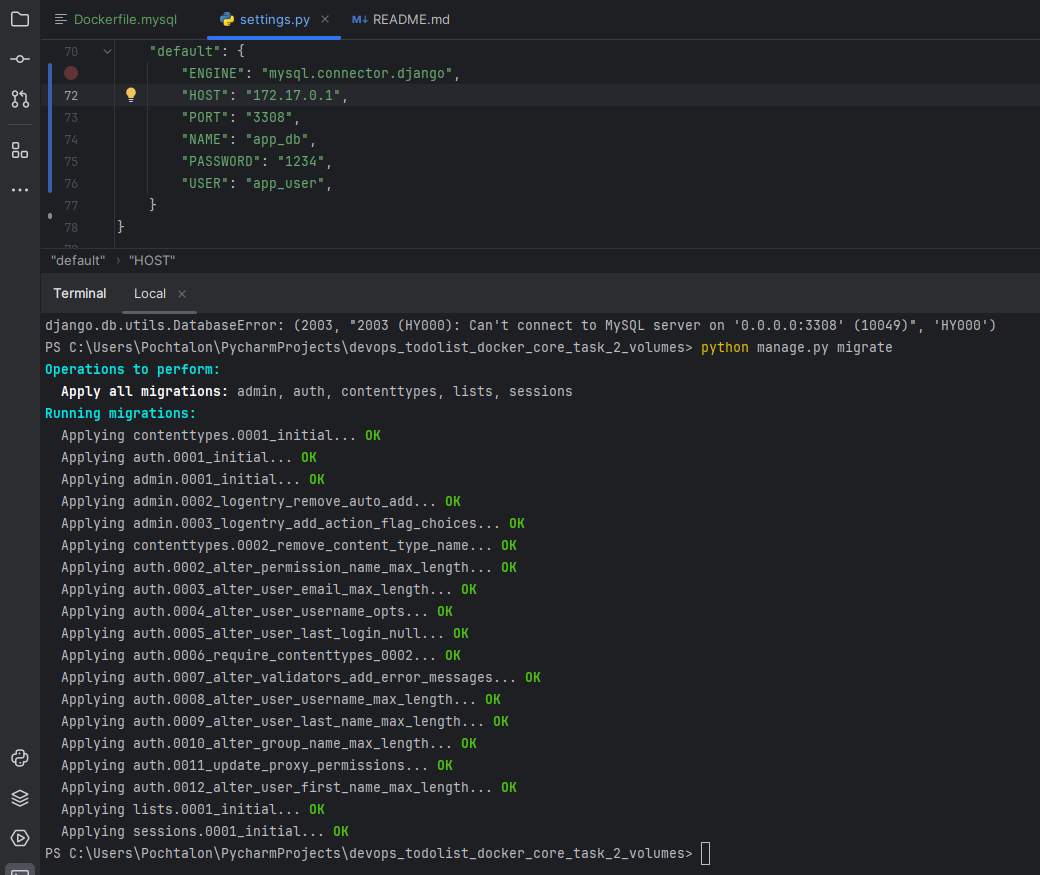 Dockerfile.mysql settings.py README.md
70 "default": {
"ENGINE": "mysql.connector.django",
72 "HOST": "172.17.0.1",
73 "PORT": "3308",
74 "NAME": "app_db",
75 "PASSWORD": "1234",
76 "USER": "app_user",
77 }
78 }
"default" › "HOST"
Terminal Local
django.db.utils.DatabaseError: (2003, "2003 (HY000): Can't connect to MySQL server on '0.0.0.0:3308' (10049)", 'HY000')
PS C:\Users\Pochtalon\PycharmProjects\devops_todolist_docker_core_task_2_volumes> python manage.py migrate
Operations to perform:
Apply all migrations: admin, auth, contenttypes, lists, sessions
Running migrations:
Applying contenttypes.0001_initial... OK
Applying auth.0001_initial... OK
Applying admin.0001_initial... OK
Applying admin.0002_logentry_remove_auto_add... OK
Applying admin.0003_logentry_add_action_flag_choices... OK
Applying contenttypes.0002_remove_content_type_name... OK
Applying auth.0002_alter_permission_name_max_length... OK
Applying auth.0003_alter_user_email_max_length... OK
Applying auth.0004_alter_user_username_opts... OK
Applying auth.0005_alter_user_last_login_null... OK
Applying auth.0006_require_contenttypes_0002... OK
Applying auth.0007_alter_validators_add_error_messages... OK
Applying auth.0008_alter_user_username_max_length... OK
Applying auth.0009_alter_user_last_name_max_length... OK
Applying auth.0010_alter_group_name_max_length... OK
Applying auth.0011_update_proxy_permissions... OK
Applying auth.0012_alter_user_first_name_max_length... OK
Applying lists.0001_initial... OK
Applying sessions.0001_initial... OK
PS C:\Users\Pochtalon\PycharmProjects\devops_todolist_docker_core_task_2_volumes>